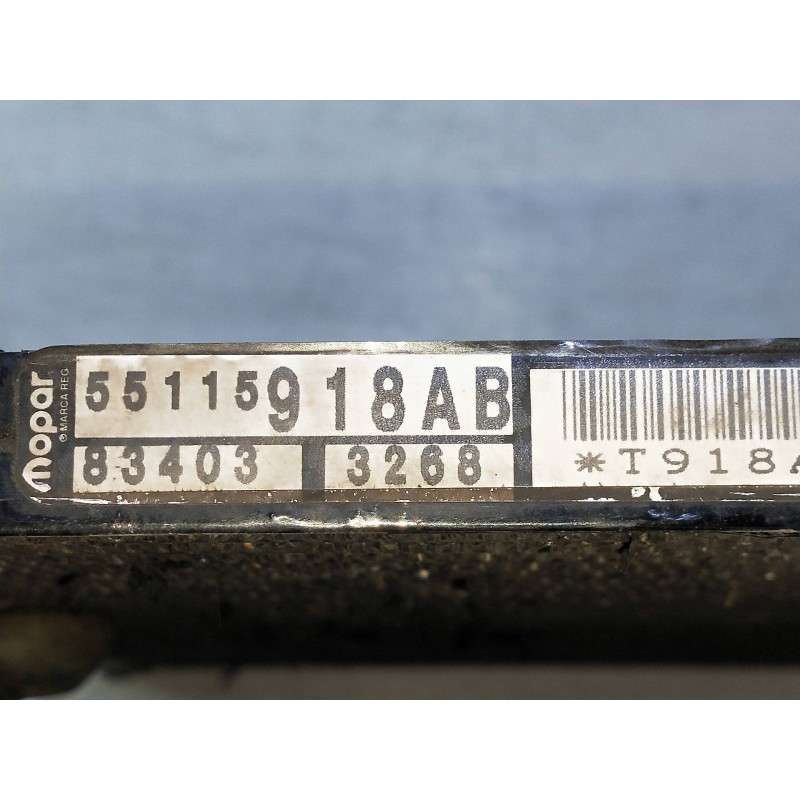 mopar
® MARCA REG
55115918AB
83403 3268
*T918A